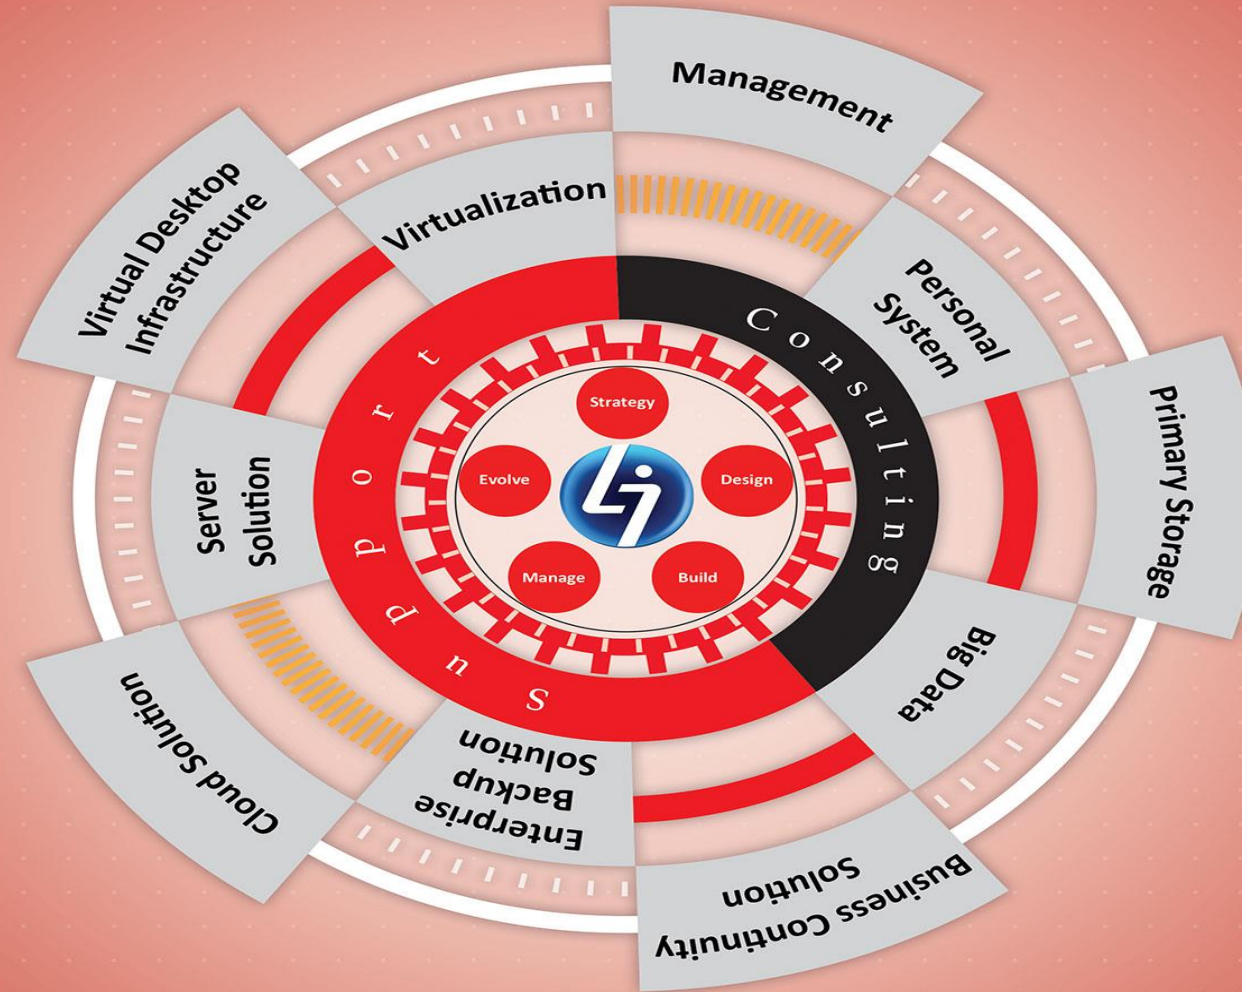 Management
Personal
System
Primary Storage
Big Data
Business Continuity
Solution
Enterprise
Backup
Solution
Cloud Solution
Server
Solution
Virtual Desktop
Infrastructure
Virtualization
Consulting
Support
Strategy
Design
Build
Manage
Evolve